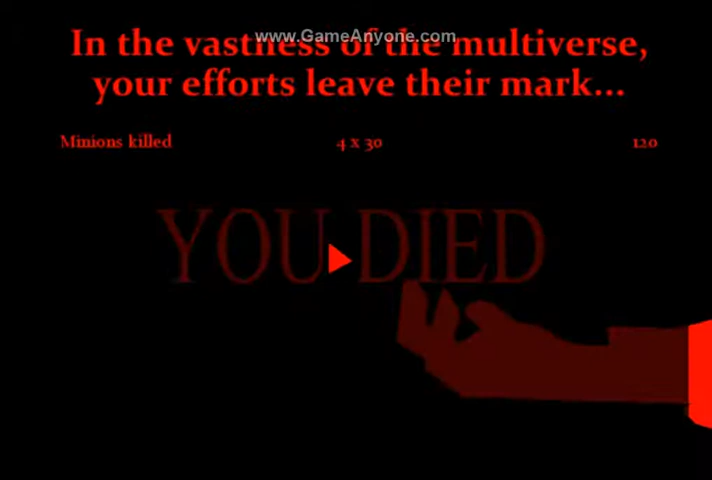 www.GameAnyone.com
In the vastness of the multiverse,
your efforts leave their mark...
Minions killed 4 x 30 120
YOU DIED